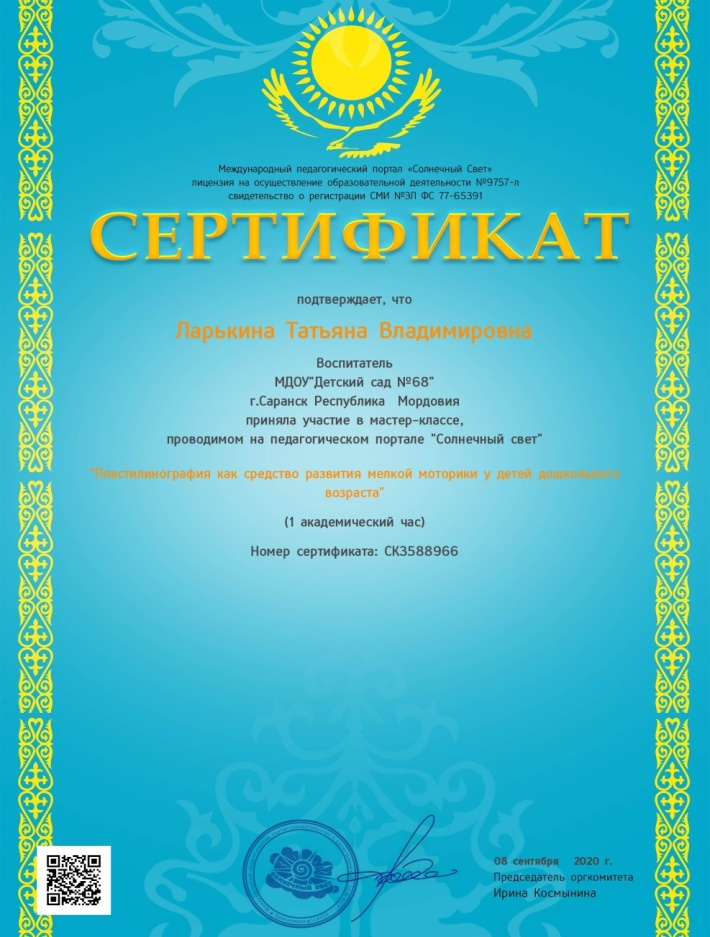 Международный педагогический портал «Солнечный Свет»
лицензия на осуществление образовательной деятельности №9757-л
свидетельство о регистрации СМИ №ЭЛ ФС 77-65391
СЕРТИФИКАТ
подтверждает, что
Ларькина Татьяна Владимировна
Воспитатель
МДОУ"Детский сад №68"
г.Саранск Республика Мордовия
приняла участие в мастер-классе,
проводимом на педагогическом портале "Солнечный свет"
"Пластилинография как средство развития мелкой моторики у детей дошкольного
возраста"
(1 академический час)
Номер сертификата: СК3588966
СОЛНЕЧНЫЙ СВЕТ
08 сентября 2020 г.
Председатель оргкомитета
Ирина Космынина